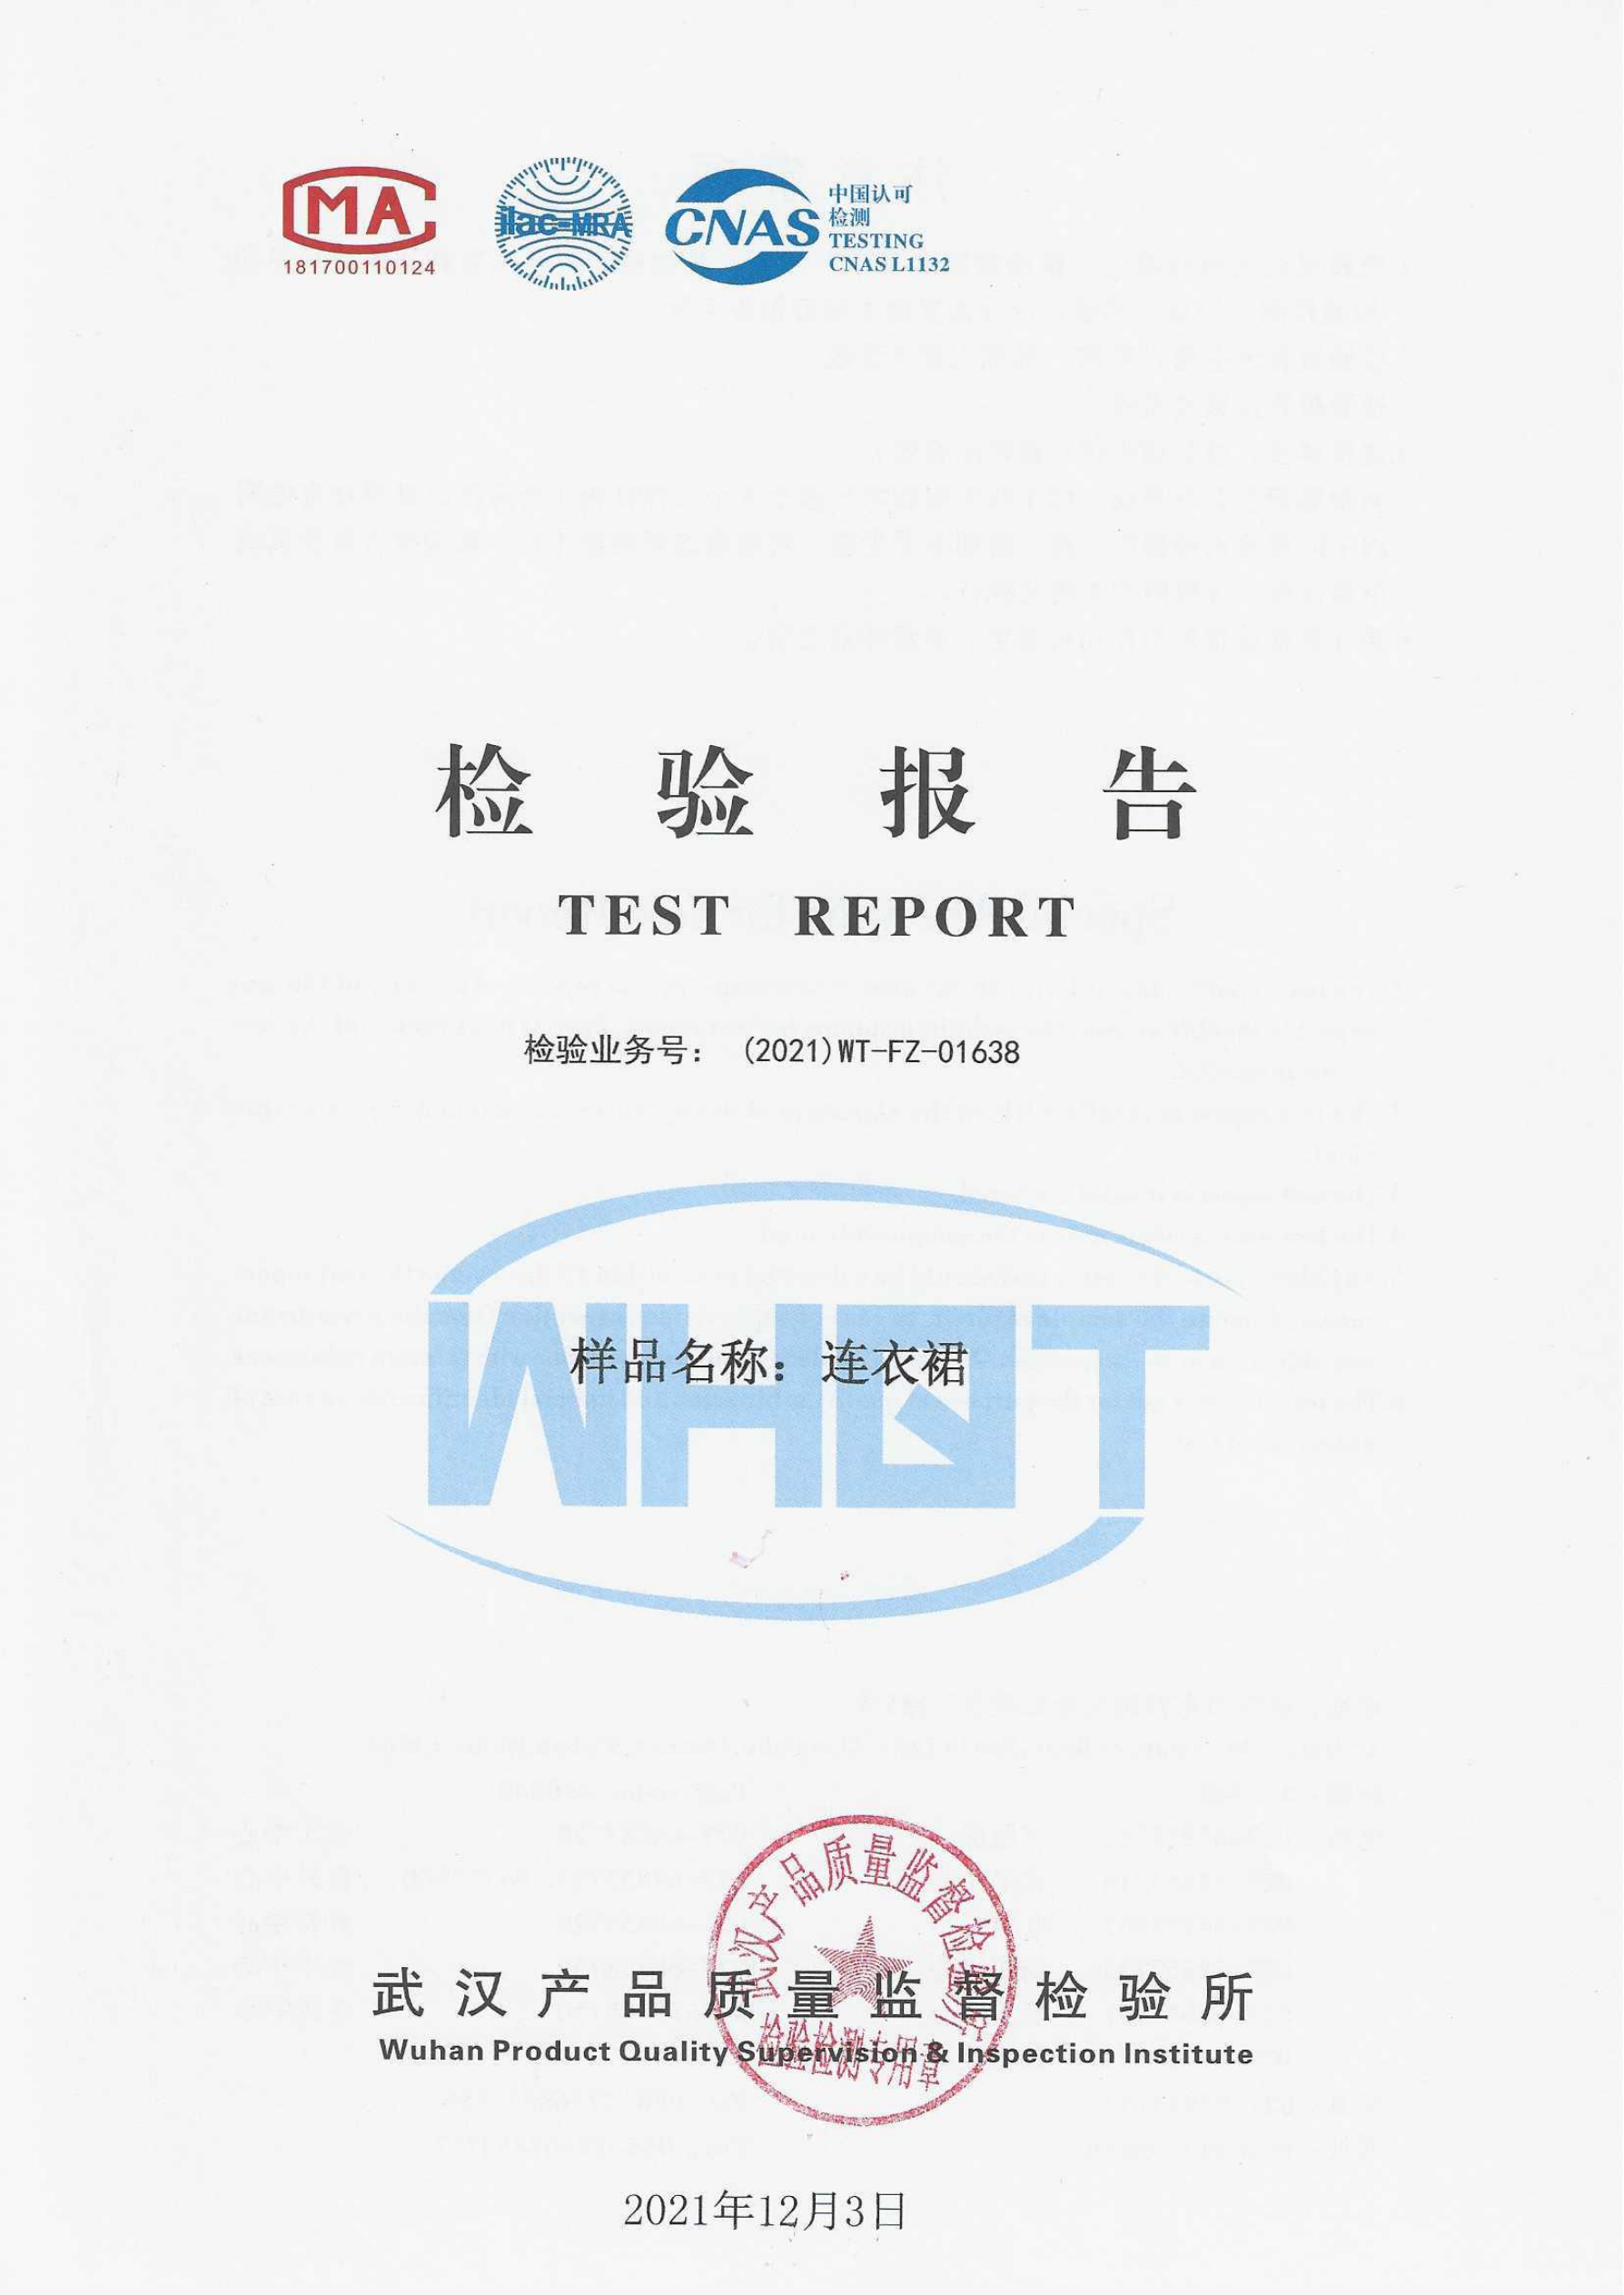 MA
181700110124
ilac-MRA
CNAS
中国认可
检测
TESTING
CNAS L1132
检验报告
TEST REPORT
检验业务号： (2021)WT-FZ-01638
WHQT
样品名称：连衣裙
武汉产品质量监督检验所
检验检测专用章
武汉产品质量监督检验所
Wuhan Product Quality Supervision & Inspection Institute
2021年12月3日